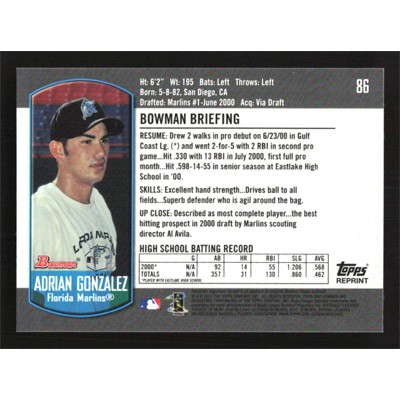 Ht: 6'2" Wt: 195 Bats: Left Throws: Left
Born: 5-8-82, San Diego, CA
Drafted: Marlins #1-June 2000 Acq: Via Draft
86
BOWMAN BRIEFING
RESUME: Drew 2 walks in pro debut on 6/23/00 in Gulf
Coast Lg. (*) and went 2-for-5 with 2 RBI in second pro
game...Hit .330 with 13 RBI in July 2000, first full pro
month...Hit .598-14-55 in senior season at Eastlake High
School in '00.
SKILLS: Excellent hand strength...Drives ball to all
fields...Superb defender who is agile around the bag.
UP CLOSE: Described as most complete player...the best
hitting prospect in 2000 draft by Marlins scouting
director Al Avila.
HIGH SCHOOL BATTING RECORD
G AB HR RBI SLG AVG
2000* N/A 92 14 55 1.206 .568
TOTALS N/A 357 31 130 .860 .462
*PLAYED WITH EASTLAKE HIGH
Bowman
ADRIAN GONZALEZ
Florida Marlins®
Topps
REPRINT